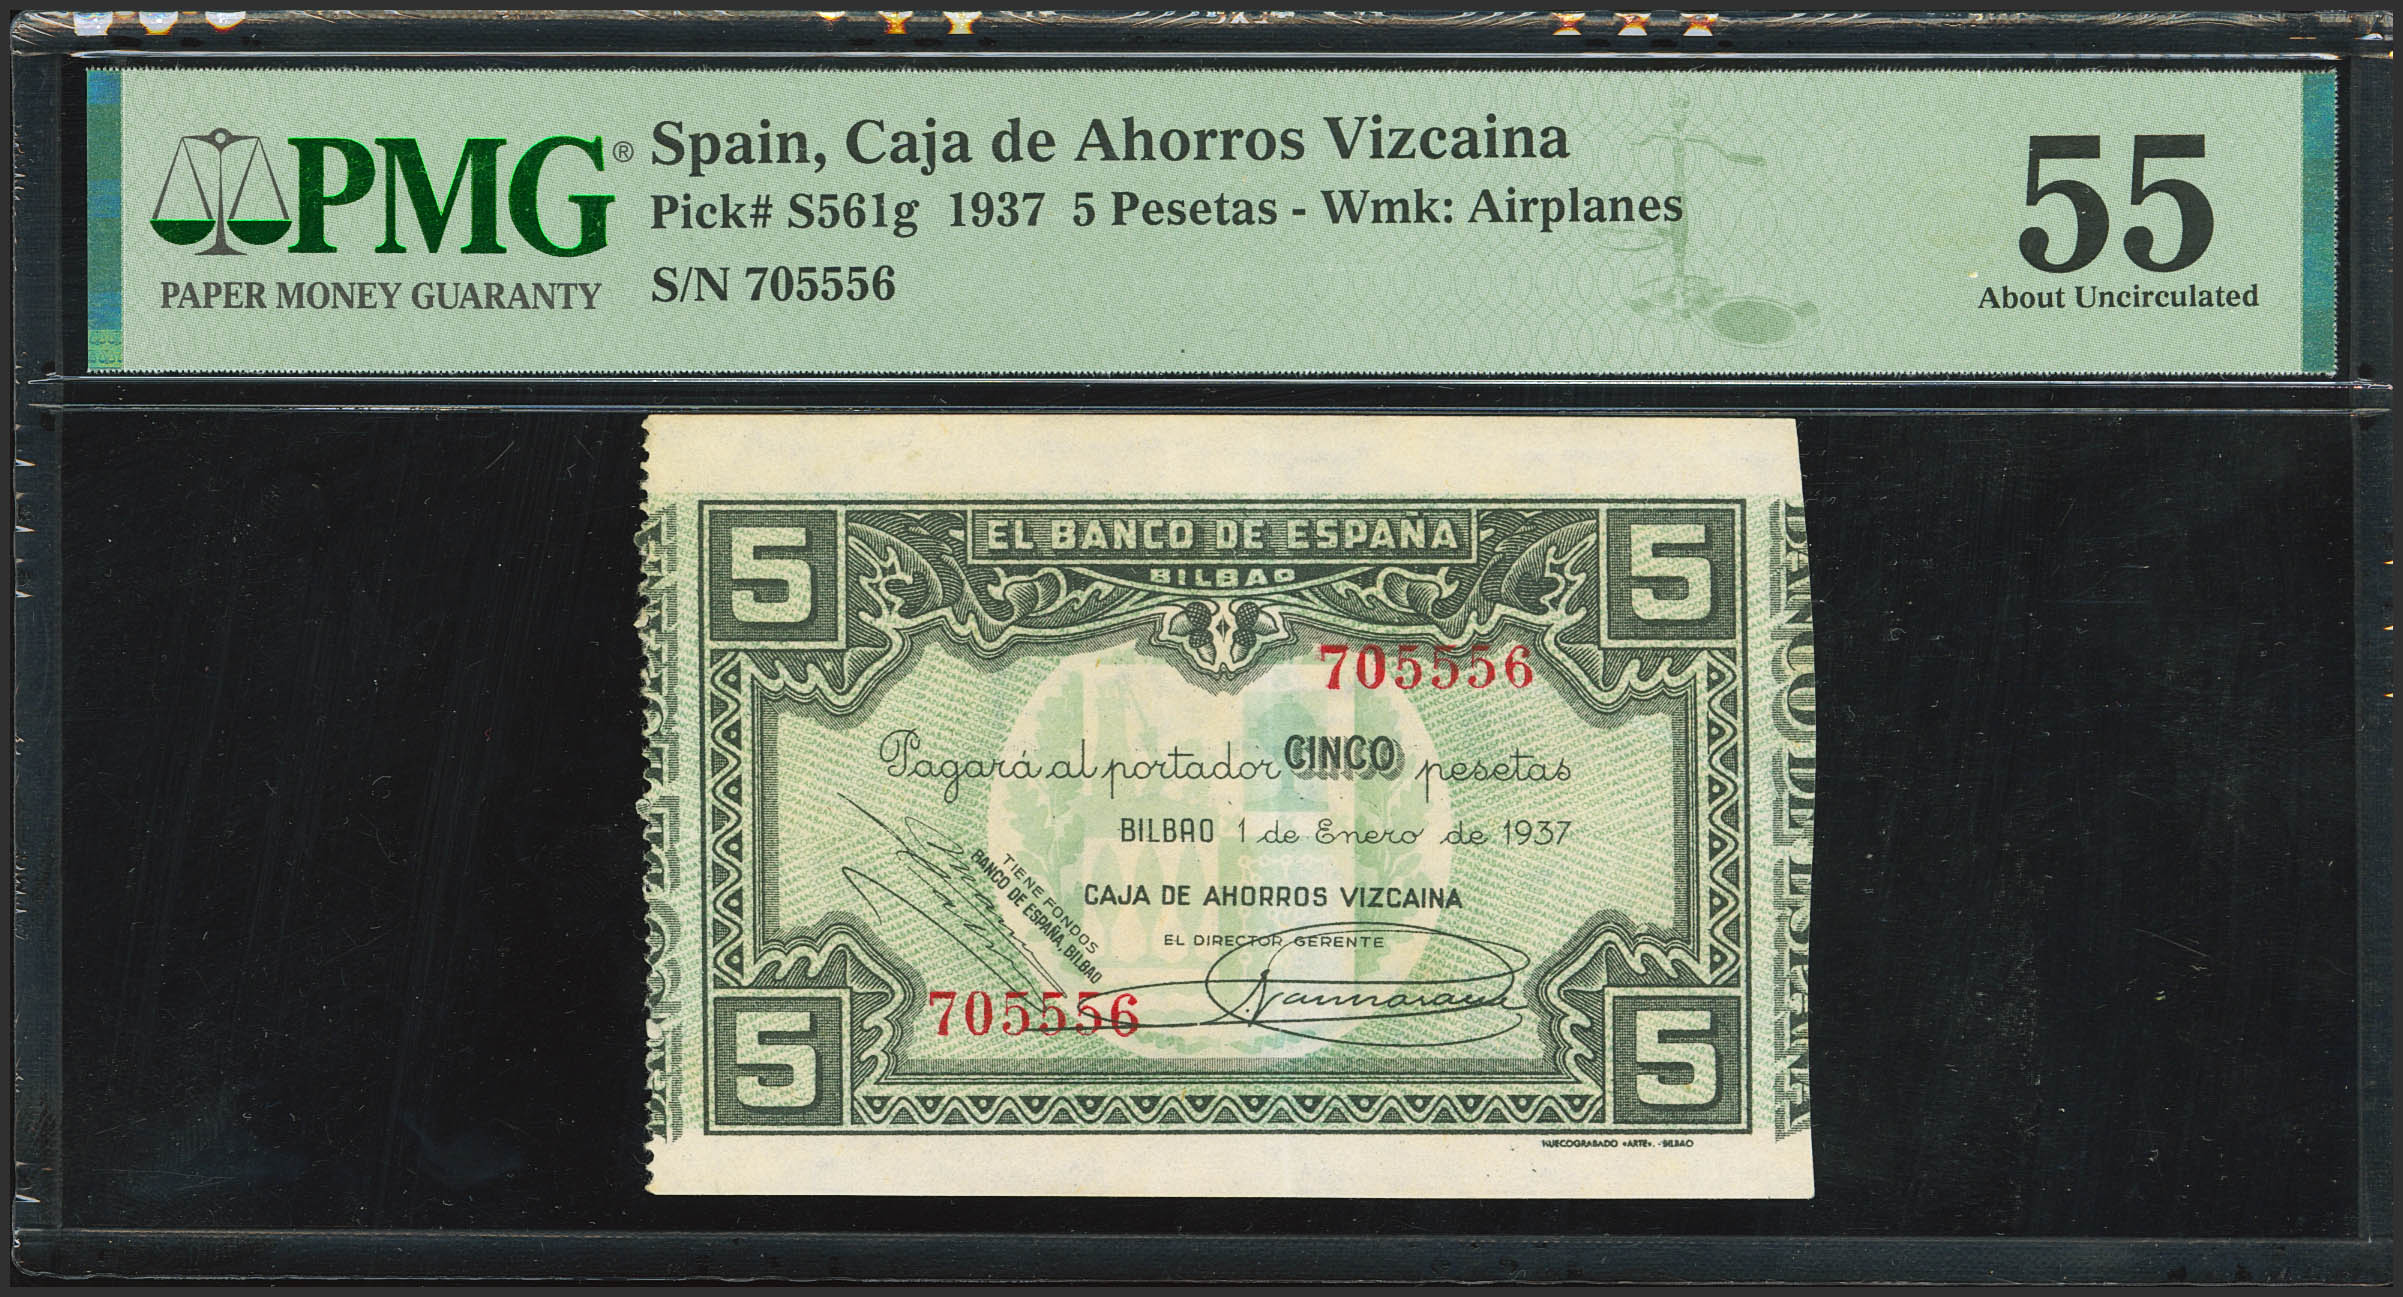 PMG®
PAPER MONEY GUARANTY
Spain, Caja de Ahorros Vizcaina
Pick# S561g 1937 5 Pesetas - Wmk: Airplanes
S/N 705556
55
About Uncirculated
5
EL BANCO DE ESPAÑA
BILBAO
5
705556
Pagará al portador CINCO pesetas
BILBAO 1 de Enero de 1937
TIENE FONDOS
BANCO DE ESPAÑA, BILBAO
CAJA DE AHORROS VIZCAINA
EL DIRECTOR GERENTE
705556
5
5
HUECOGRABADO «ARTE». - BILBAO
BANCO DE ESPAÑA